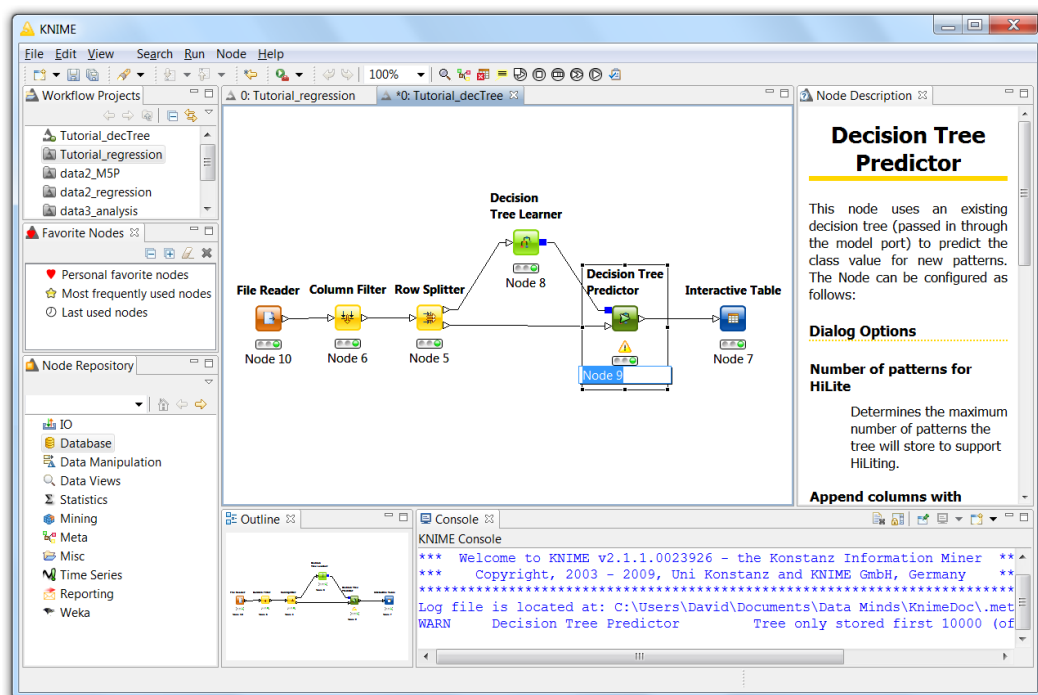 KNIME
File Edit View Search Run Node Help
100%
Workflow Projects
Tutorial_decTree
Tutorial_regression
data2_M5P
data2_regression
data3_analysis
Favorite Nodes
Personal favorite nodes
Most frequently used nodes
Last used nodes
Node Repository
IO
Database
Data Manipulation
Data Views
Statistics
Mining
Meta
Misc
Time Series
Reporting
Weka
0: Tutorial_regression
*0: Tutorial_decTree
Decision
Tree Learner
Node 8
File Reader
Node 10
Column Filter
Node 6
Row Splitter
Node 5
Decision Tree
Predictor
Node 9
Interactive Table
Node 7
Node Description
Decision Tree
Predictor
This node uses an existing
decision tree (passed in through
the model port) to predict the
class value for new patterns.
The Node can be configured as
follows:
Dialog Options
Number of patterns for
HiLite
Determines the maximum
number of patterns the
tree will store to support
HiLiting.
Append columns with
Outline
Console
KNIME Console
*** Welcome to KNIME v2.1.1.0023926 - the Konstanz Information Miner **
*** Copyright, 2003 - 2009, Uni Konstanz and KNIME GmbH, Germany **
Log file is located at: C:\Users\David\Documents\Data Minds\KnimeDoc\.met
WARN Decision Tree Predictor Tree only stored first 10000 (of